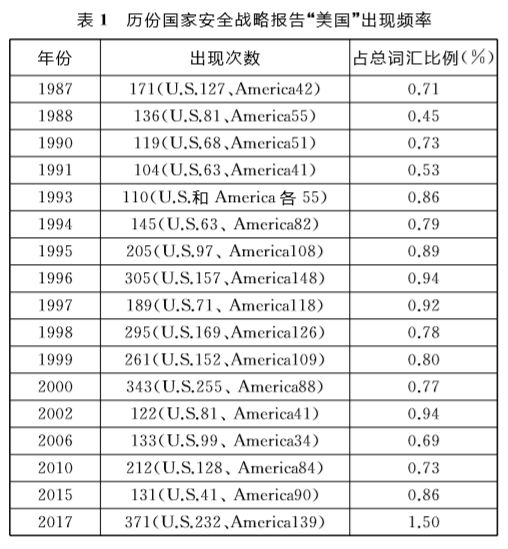 表 1 历份国家安全战略报告“美国”出现频率
年份 出现次数 占总词汇比例(%)
1987 171(U.S.127、America42) 0.71
1988 136(U.S.81、America55) 0.45
1990 119(U.S.68、America51) 0.73
1991 104(U.S.63、America41) 0.53
1993 110(U.S.和 America 各 55) 0.86
1994 145(U.S.63、America82) 0.79
1995 205(U.S.97、America108) 0.89
1996 305(U.S.157、America148) 0.94
1997 189(U.S.71、America118) 0.92
1998 295(U.S.169、America126) 0.78
1999 261(U.S.152、America109) 0.80
2000 343(U.S.255、America88) 0.77
2002 122(U.S.81、America41) 0.94
2006 133(U.S.99、America34) 0.69
2010 212(U.S.128、America84) 0.73
2015 131(U.S.41、America90) 0.86
2017 371(U.S.232、America139) 1.50